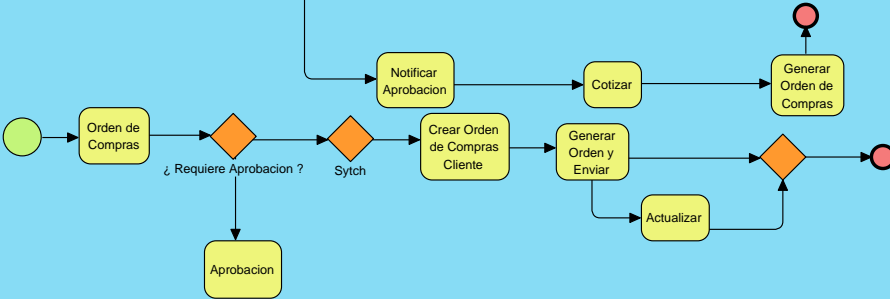 Notificar
Aprobacion
Cotizar
Generar
Orden de
Compras
Orden de
Compras
¿ Requiere Aprobacion ?
Sytch
Crear Orden
de Compras
Cliente
Generar
Orden y
Enviar
Actualizar
Aprobacion